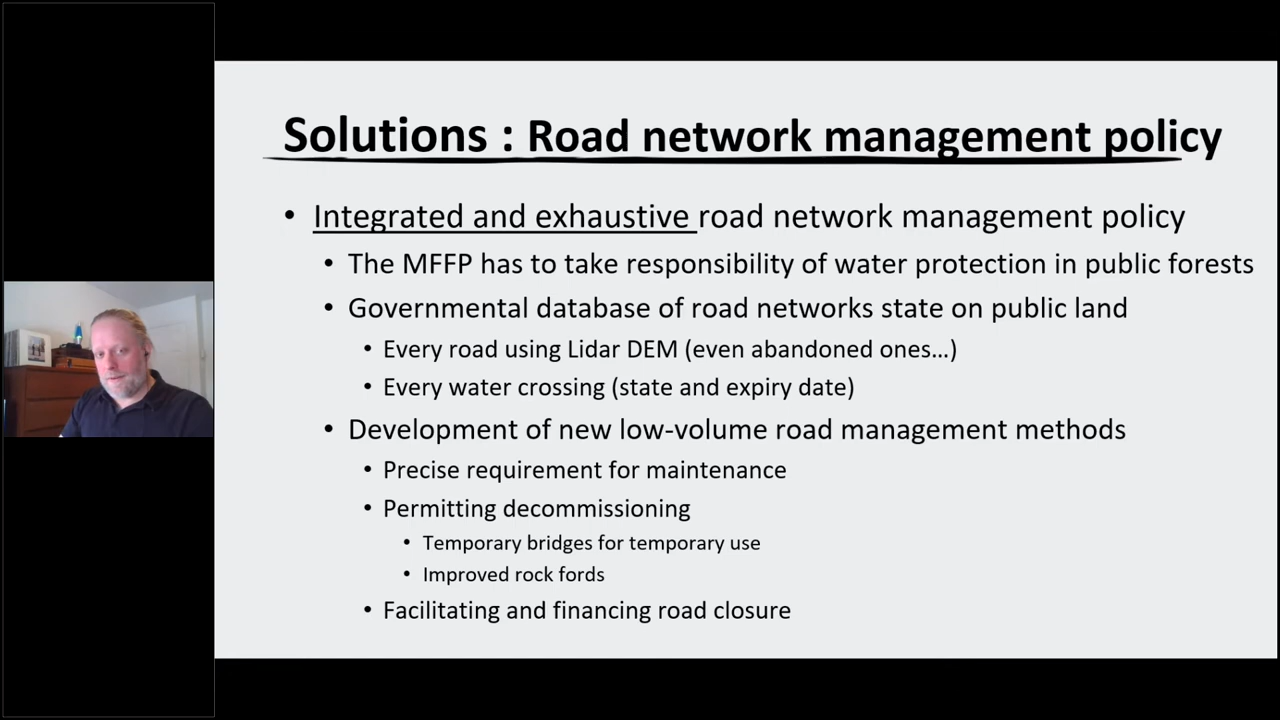 Solutions : Road network management policy
• Integrated and exhaustive road network management policy
• The MFFP has to take responsibility of water protection in public forests
• Governmental database of road networks state on public land
• Every road using Lidar DEM (even abandoned ones…)
• Every water crossing (state and expiry date)
• Development of new low-volume road management methods
• Precise requirement for maintenance
• Permitting decommissioning
• Temporary bridges for temporary use
• Improved rock fords
• Facilitating and financing road closure